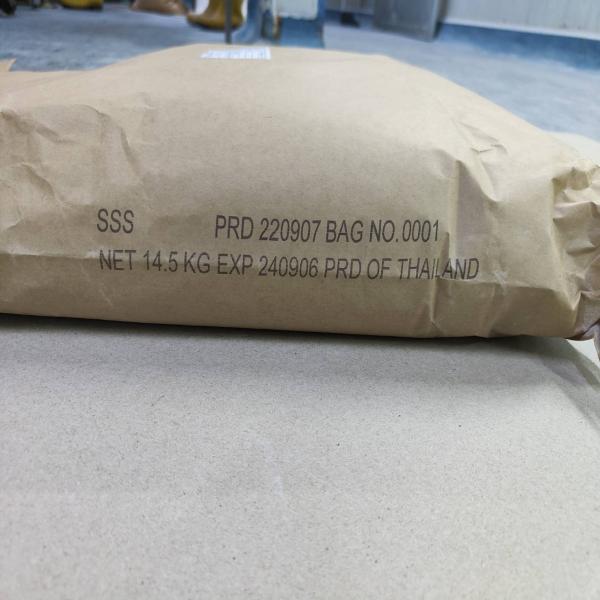 SSS PRD 220907 BAG NO. 0001
NET 14.5 KG EXP 240906 PRD OF THAILAND